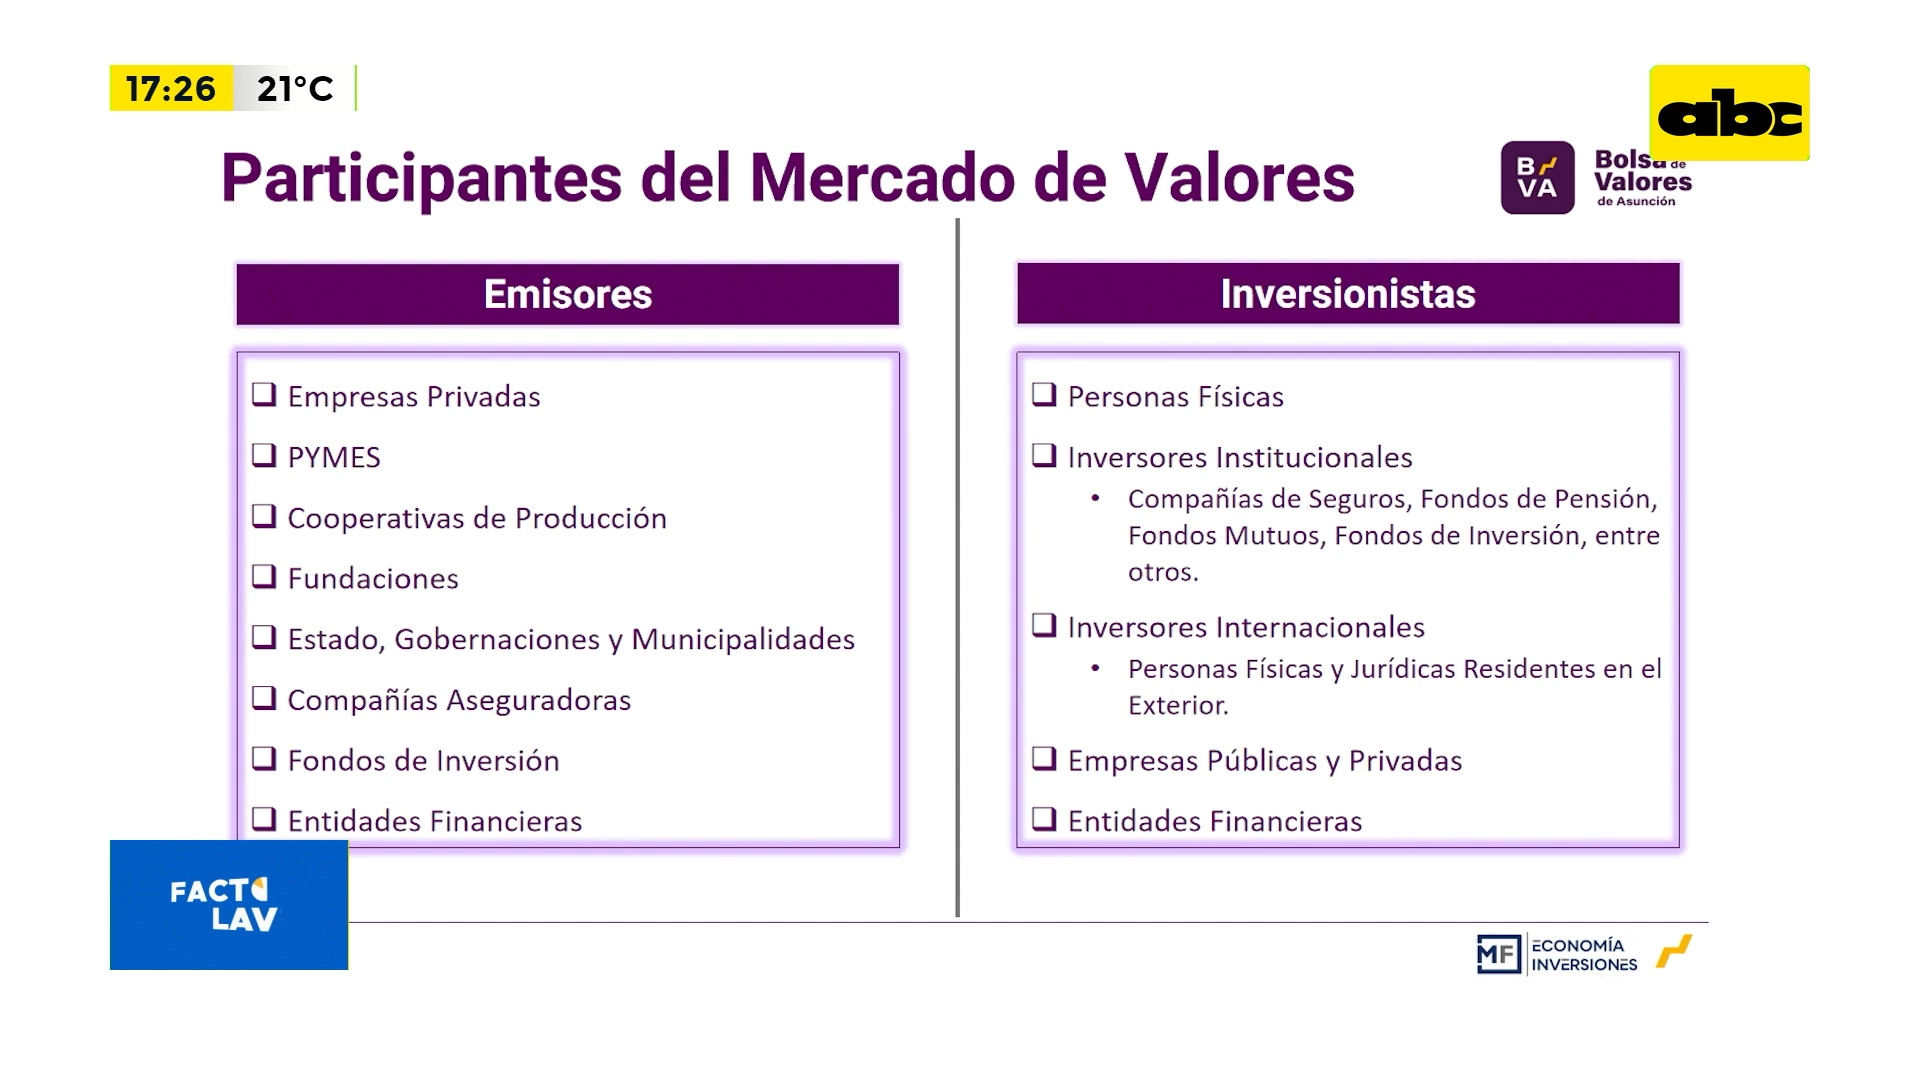 17:26 21°C
abc
Participantes del Mercado de Valores
BVA
Bolsa de
Valores
de Asunción
Emisores
❑ Empresas Privadas
❑ PYMES
❑ Cooperativas de Producción
❑ Fundaciones
❑ Estado, Gobernaciones y Municipalidades
❑ Compañías Aseguradoras
❑ Fondos de Inversión
❑ Entidades Financieras
Inversionistas
❑ Personas Físicas
❑ Inversores Institucionales
• Compañías de Seguros, Fondos de Pensión,
Fondos Mutuos, Fondos de Inversión, entre
otros.
❑ Inversores Internacionales
• Personas Físicas y Jurídicas Residentes en el
Exterior.
❑ Empresas Públicas y Privadas
❑ Entidades Financieras
FACTO
LAV
MF ECONOMÍA
INVERSIONES